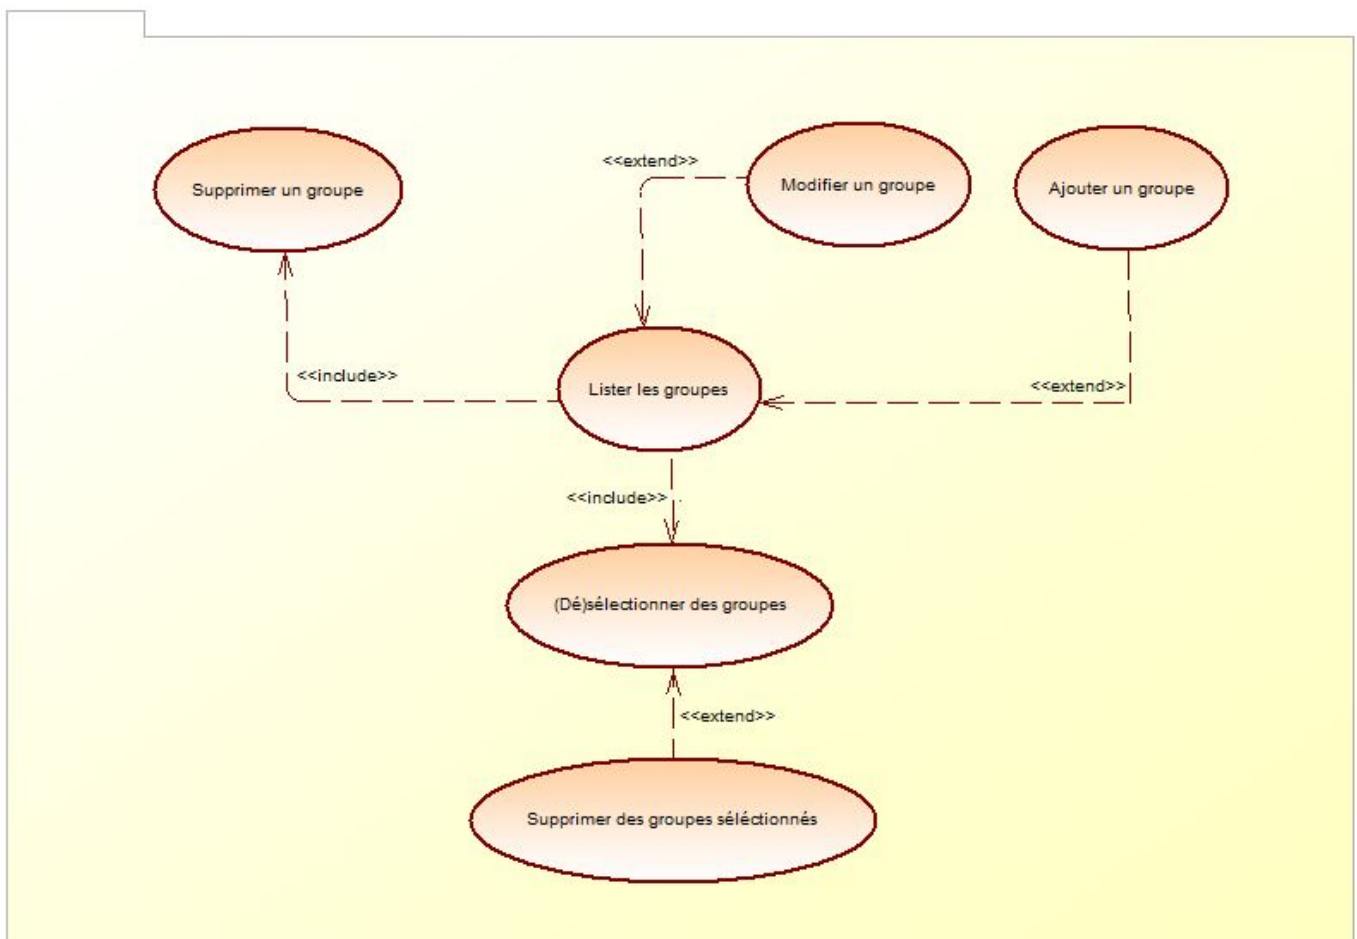 <<extend>>
Modifier un groupe
Ajouter un groupe
Supprimer un groupe
<<include>>
Lister les groupes
<<extend>>
<<include>>
(Dé)sélectionner des groupes
<<extend>>
Supprimer des groupes séléctionnés